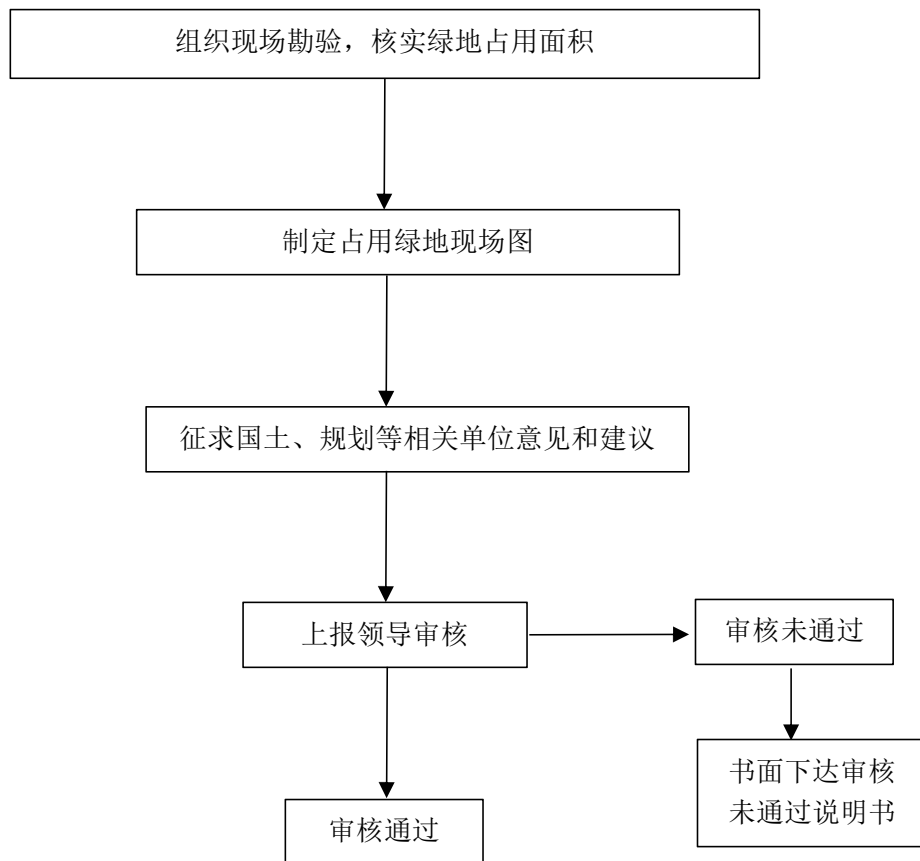 组织现场勘验，核实绿地占用面积
制定占用绿地现场图
征求国土、规划等相关单位意见和建议
上报领导审核
审核未通过
书面下达审核
未通过说明书
审核通过